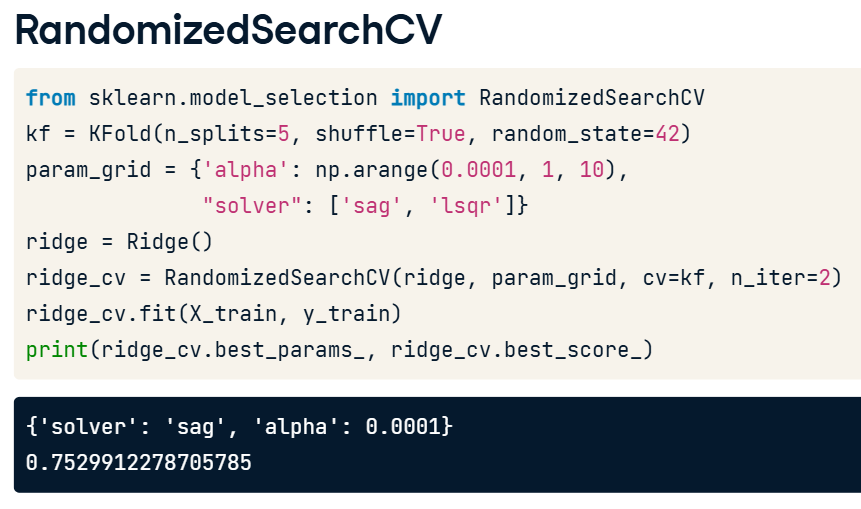 RandomizedSearchCV
from sklearn.model_selection import RandomizedSearchCV
kf = KFold(n_splits=5, shuffle=True, random_state=42)
param_grid = {'alpha': np.arange(0.0001, 1, 10),
              "solver": ['sag', 'lsqr']}
ridge = Ridge()
ridge_cv = RandomizedSearchCV(ridge, param_grid, cv=kf, n_iter=2)
ridge_cv.fit(X_train, y_train)
print(ridge_cv.best_params_, ridge_cv.best_score_)
{'solver': 'sag', 'alpha': 0.0001}
0.7529912278705785